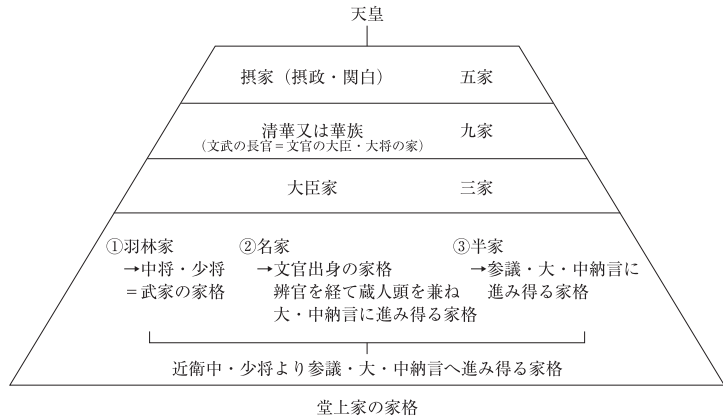 天皇
摂家（摂政・関白）　五家
清華又は華族　九家
（文武の長官＝文官の大臣・大将の家）
大臣家　三家
①羽林家
→中将・少将
＝武家の家格
②名家
→文官出身の家格
辨官を経て蔵人頭を兼ね
大・中納言に進み得る家格
③半家
→参議・大・中納言に
進み得る家格
近衛中・少将より参議・大・中納言へ進み得る家格
堂上家の家格